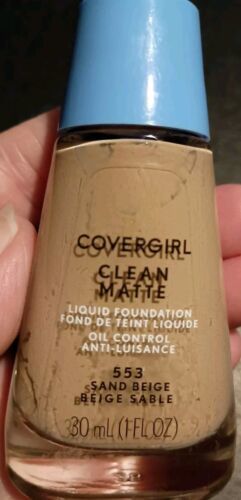 COVERGIRL
CLEAN
MATTE
LIQUID FOUNDATION
FOND DE TEINT LIQUIDE
OIL CONTROL
ANTI-LUISANCE
553
SAND BEIGE
BEIGE SABLE
30 mL (1 FL OZ)